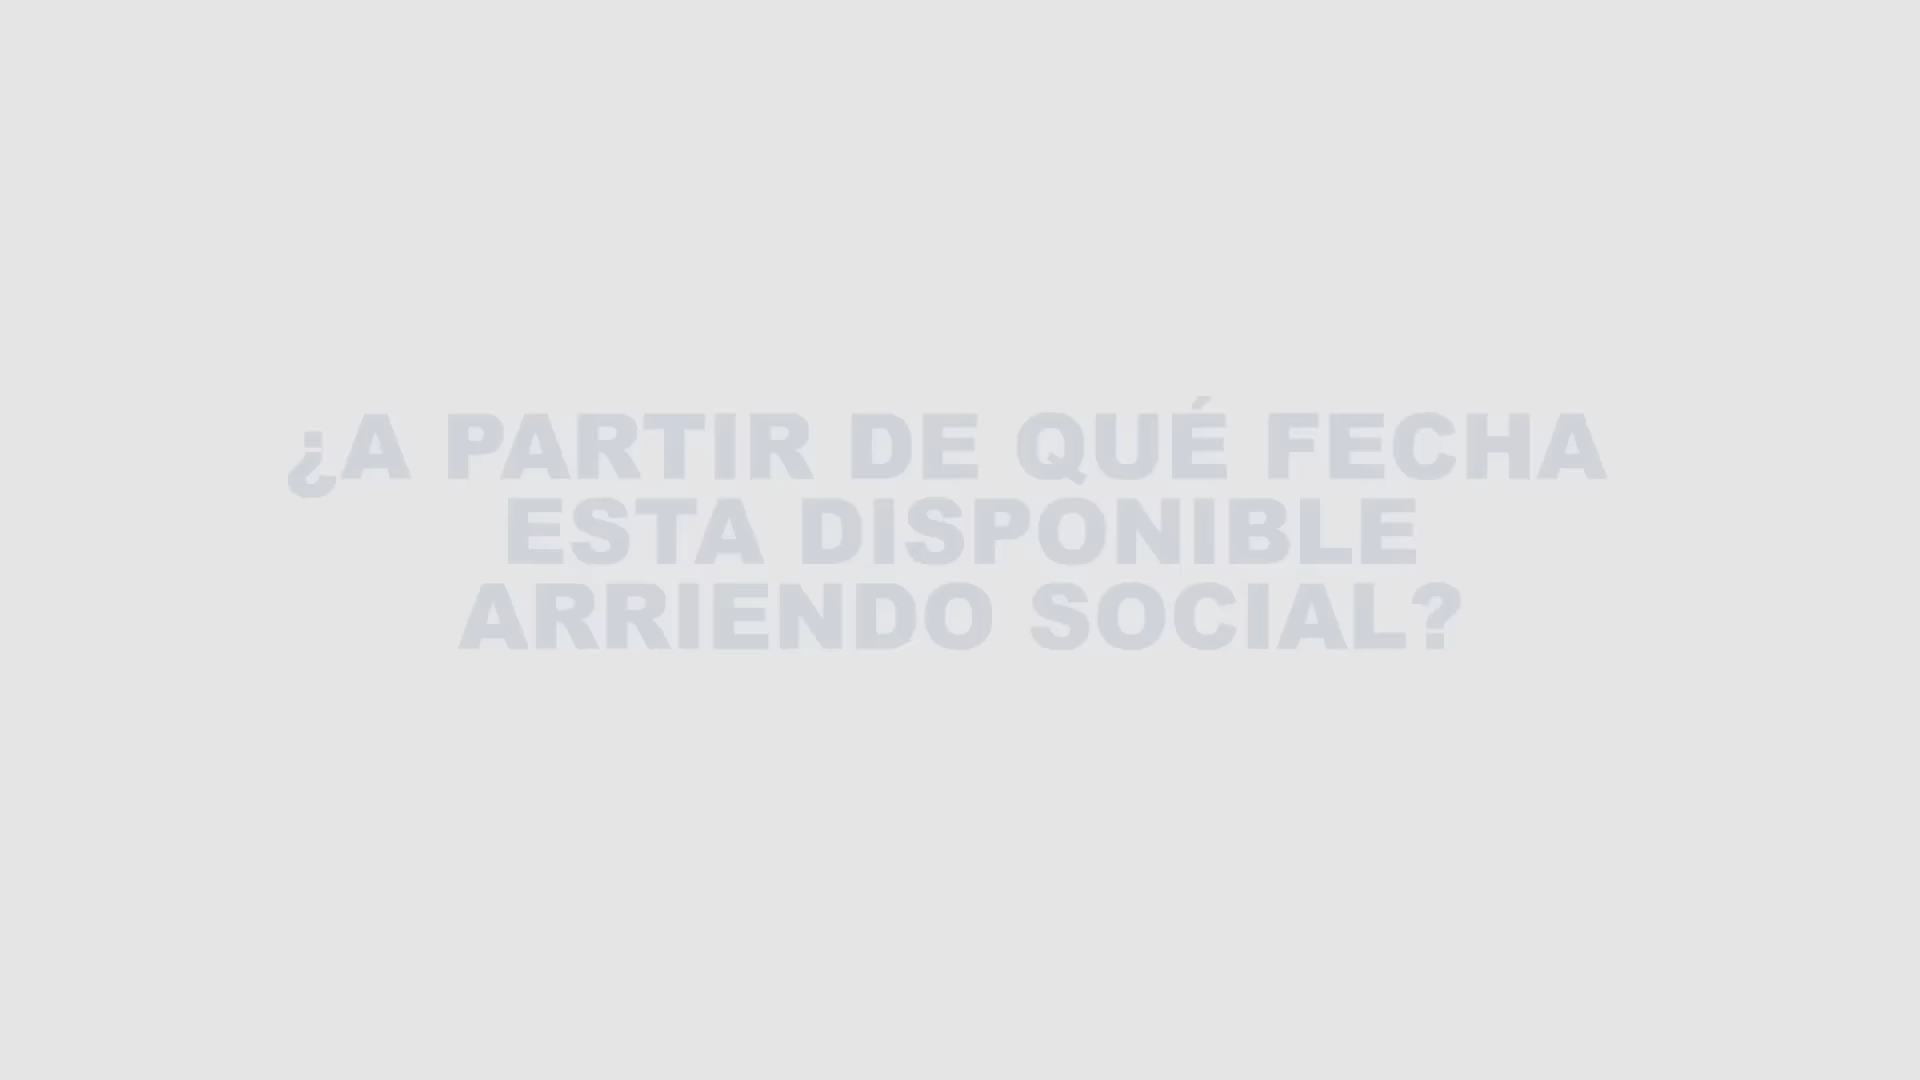 ¿A PARTIR DE QUÉ FECHA
ESTA DISPONIBLE
ARRIENDO SOCIAL?